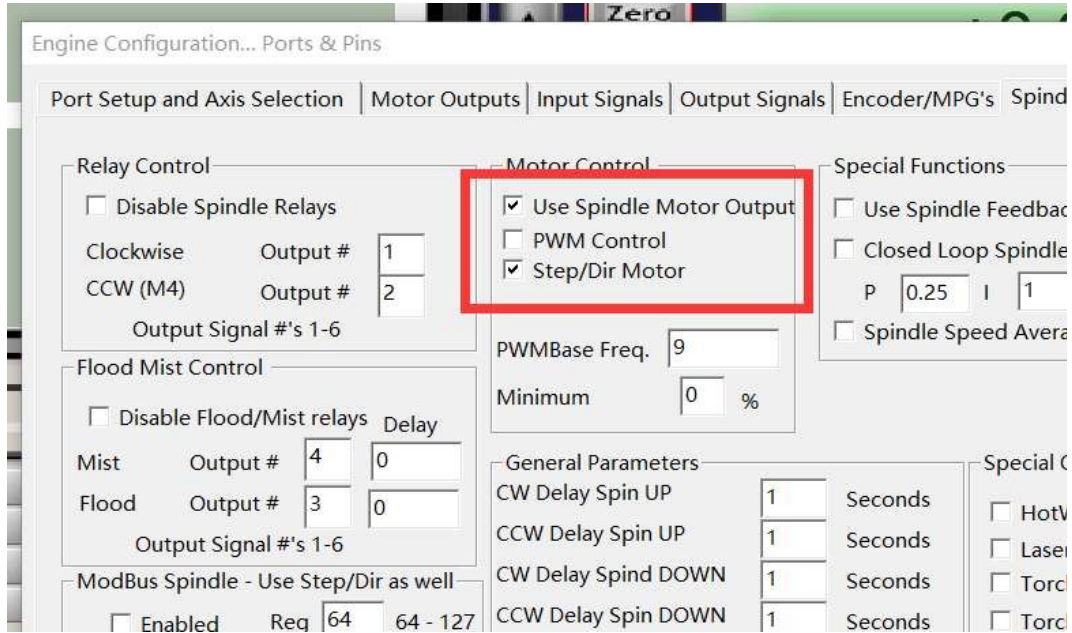 Zero
Engine Configuration... Ports & Pins
Port Setup and Axis Selection Motor Outputs Input Signals Output Signals Encoder/MPG's Spind
Relay Control
Disable Spindle Relays
Clockwise Output # 1
CCW (M4) Output # 2
Output Signal #'s 1-6
Flood Mist Control
Disable Flood/Mist relays Delay
Mist Output # 4 0
Flood Output # 3 0
Output Signal #'s 1-6
ModBus Spindle - Use Step/Dir as well
Enabled Reg 64 64 - 127
Motor Control
Use Spindle Motor Output
PWM Control
Step/Dir Motor
PWMBase Freq. 9
Minimum 0 %
General Parameters
CW Delay Spin UP 1 Seconds
CCW Delay Spin UP 1 Seconds
CW Delay Spind DOWN 1 Seconds
CCW Delay Spin DOWN 1 Seconds
Special Functions
Use Spindle Feedbac
Closed Loop Spindle
P 0.25 I 1
Spindle Speed Avera
Special
HotW
Laser
Torc
Torc